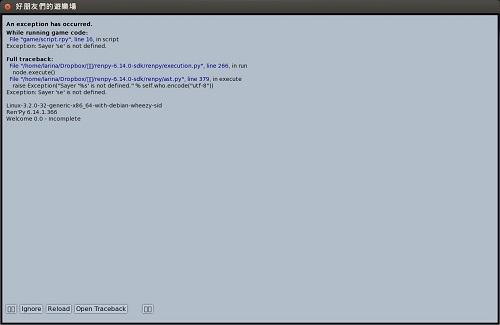 好朋友們的遊樂場
An exception has occurred.
While running game code:
File "game/script.rpy", line 16, in script
Exception: Sayer 'se' is not defined.
Full traceback:
File "/home/larina/Dropbox/▯▯/renpy-6.14.0-sdk/renpy/execution.py", line 266, in run
node.execute()
File "/home/larina/Dropbox/▯▯/renpy-6.14.0-sdk/renpy/ast.py", line 379, in execute
raise Exception("Sayer '%s' is not defined." % self.who.encode("utf-8"))
Exception: Sayer 'se' is not defined.
Linux-3.2.0-32-generic-x86_64-with-debian-wheezy-sid
Ren'Py 6.14.1.366
Welcome 0.0 - Incomplete
▯▯ Ignore Reload Open Traceback ▯▯